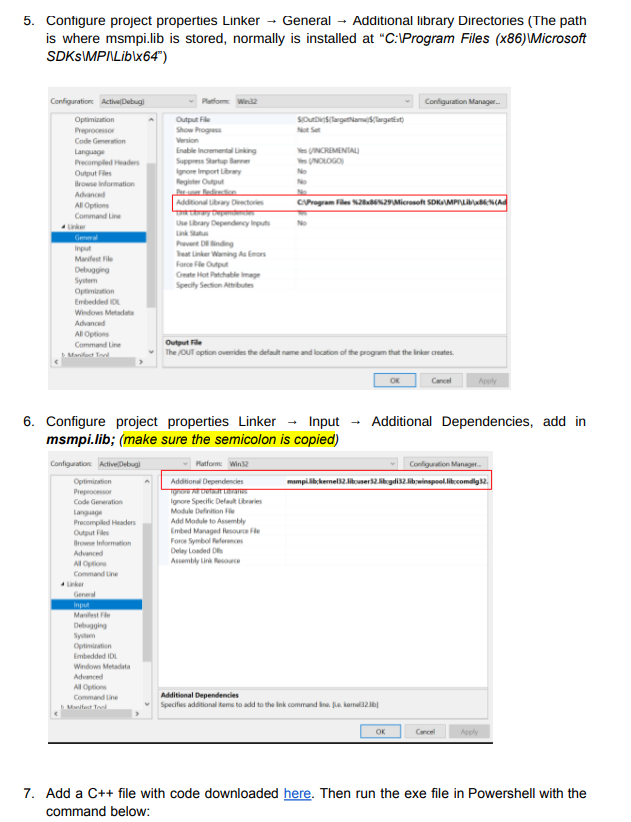 5. Configure project properties Linker → General → Additional library Directories (The path
is where msmpi.lib is stored, normally is installed at “C:\Program Files (x86)\Microsoft
SDKs\MPI\Lib\x64”)
Configuration: Active(Debug) Platform: Win32 Configuration Manager...
Optimization
Preprocessor
Code Generation
Language
Precompiled Headers
Output Files
Browse Information
Advanced
All Options
Command Line
Linker
General
Input
Manifest File
Debugging
System
Optimization
Embedded IDL
Windows Metadata
Advanced
All Options
Command Line
Manifest Tool
Output File $(OutDir)$(TargetName)$(TargetExt)
Show Progress Not Set
Version
Enable Incremental Linking Yes (/INCREMENTAL)
Suppress Startup Banner Yes (/NOLOGO)
Ignore Import Library No
Register Output No
Per-user Redirection No
Additional Library Directories C:\Program Files %28x86%29\Microsoft SDKs\MPI\Lib\x86;%(Ad
Link Library Dependencies Yes
Use Library Dependency Inputs No
Link Status
Prevent Dll Binding
Treat Linker Warning As Errors
Force File Output
Create Hot Patchable Image
Specify Section Attributes
Output File
The /OUT option overrides the default name and location of the program that the linker creates.
OK Cancel Apply
6. Configure project properties Linker → Input → Additional Dependencies, add in
msmpi.lib; (make sure the semicolon is copied)
Configuration: Active(Debug) Platform: Win32 Configuration Manager...
Optimization
Preprocessor
Code Generation
Language
Precompiled Headers
Output Files
Browse Information
Advanced
All Options
Command Line
Linker
General
Input
Manifest File
Debugging
System
Optimization
Embedded IDL
Windows Metadata
Advanced
All Options
Command Line
Manifest Tool
Additional Dependencies msmpi.lib;kernel32.lib;user32.lib;gdi32.lib;winspool.lib;comdlg32.
Ignore All Default Libraries
Ignore Specific Default Libraries
Module Definition File
Add Module to Assembly
Embed Managed Resource File
Force Symbol References
Delay Loaded Dlls
Assembly Link Resource
Additional Dependencies
Specifies additional items to add to the link command line. [i.e. kernel32.lib]
OK Cancel Apply
7. Add a C++ file with code downloaded here. Then run the exe file in Powershell with the
command below: